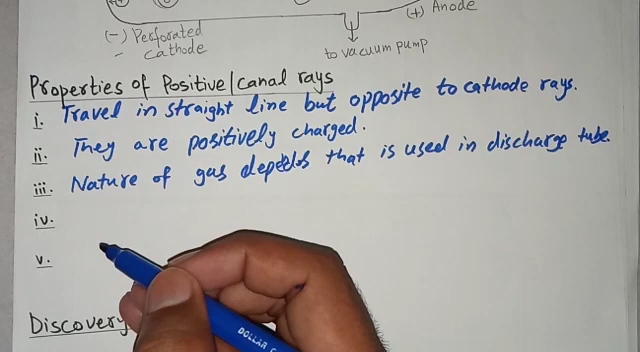 (+) Anode
(-) Perforated
cathode
to vacuum pump
Properties of Positive/Canal rays
i. Travel in straight line but opposite to cathode rays.
ii. They are positively charged.
iii. Nature of gas depends that is used in discharge tube.
iv.
v.
Discovery
DOLLAR